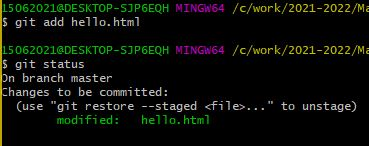 15062021@DESKTOP-SJP6EQH MINGW64 /c/work/2021-2022/Ma
$ git add hello.html
15062021@DESKTOP-SJP6EQH MINGW64 /c/work/2021-2022/Ma
$ git status
On branch master
Changes to be committed:
(use "git restore --staged <file>..." to unstage)
modified: hello.html